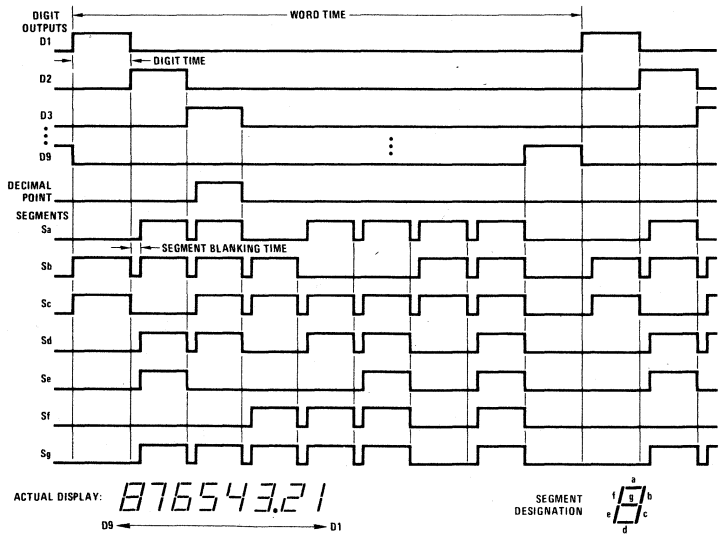 DIGIT
OUTPUTS
WORD TIME
D1
DIGIT TIME
D2
D3
D9
DECIMAL
POINT
SEGMENTS
Sa
SEGMENT BLANKING TIME
Sb
Sc
Sd
Se
Sf
Sg
ACTUAL DISPLAY: 876543.21
D9 D1
SEGMENT
DESIGNATION
a
f g b
e c
d